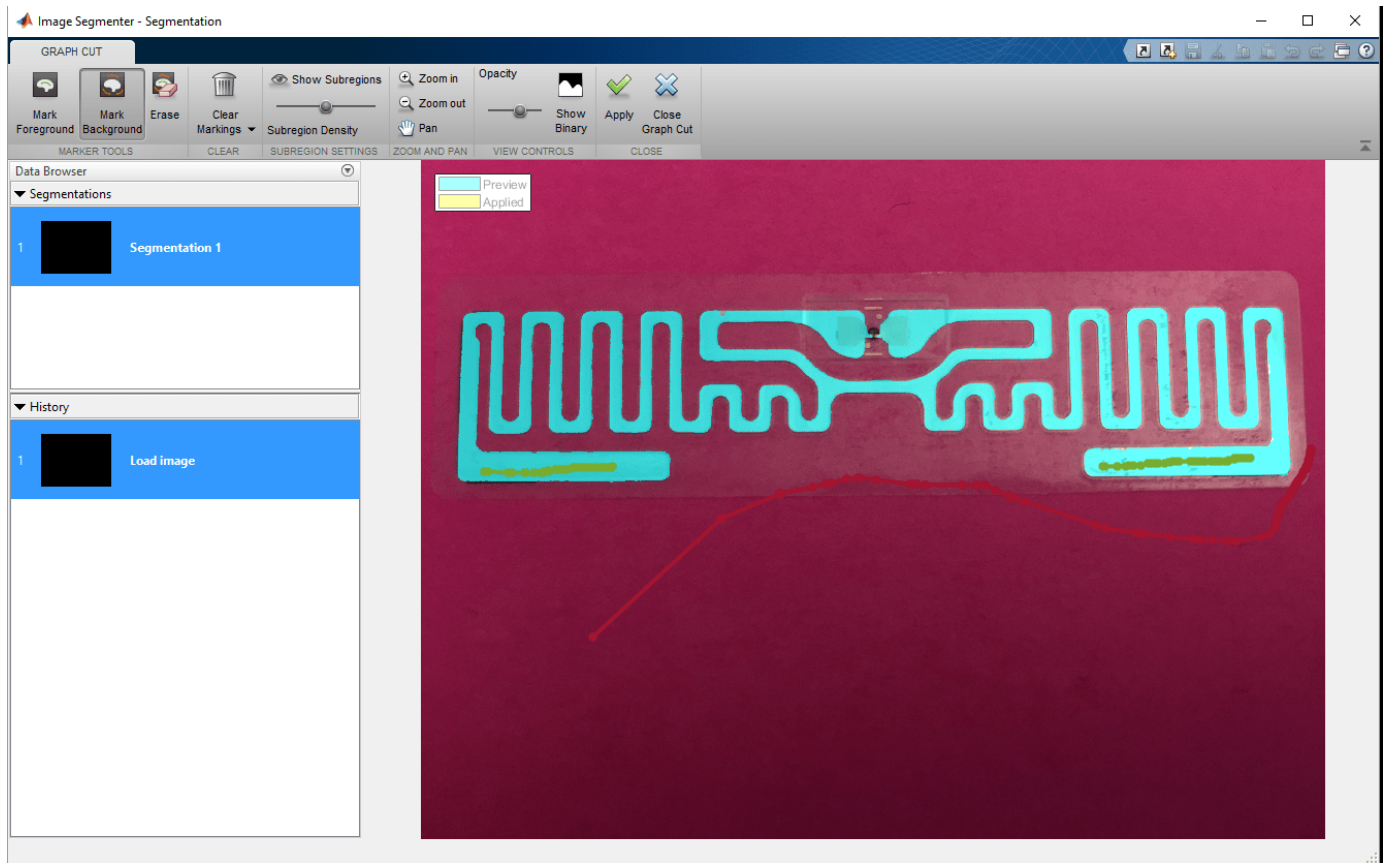 Image Segmenter - Segmentation
GRAPH CUT
Mark Foreground
Mark Background
Erase
Clear Markings
Show Subregions
Subregion Density
Zoom in
Zoom out
Pan
Opacity
Show Binary
Apply
Close Graph Cut
MARKER TOOLS
CLEAR
SUBREGION SETTINGS
ZOOM AND PAN
VIEW CONTROLS
CLOSE
Data Browser
Segmentations
1 Segmentation 1
History
1 Load image
Preview
Applied